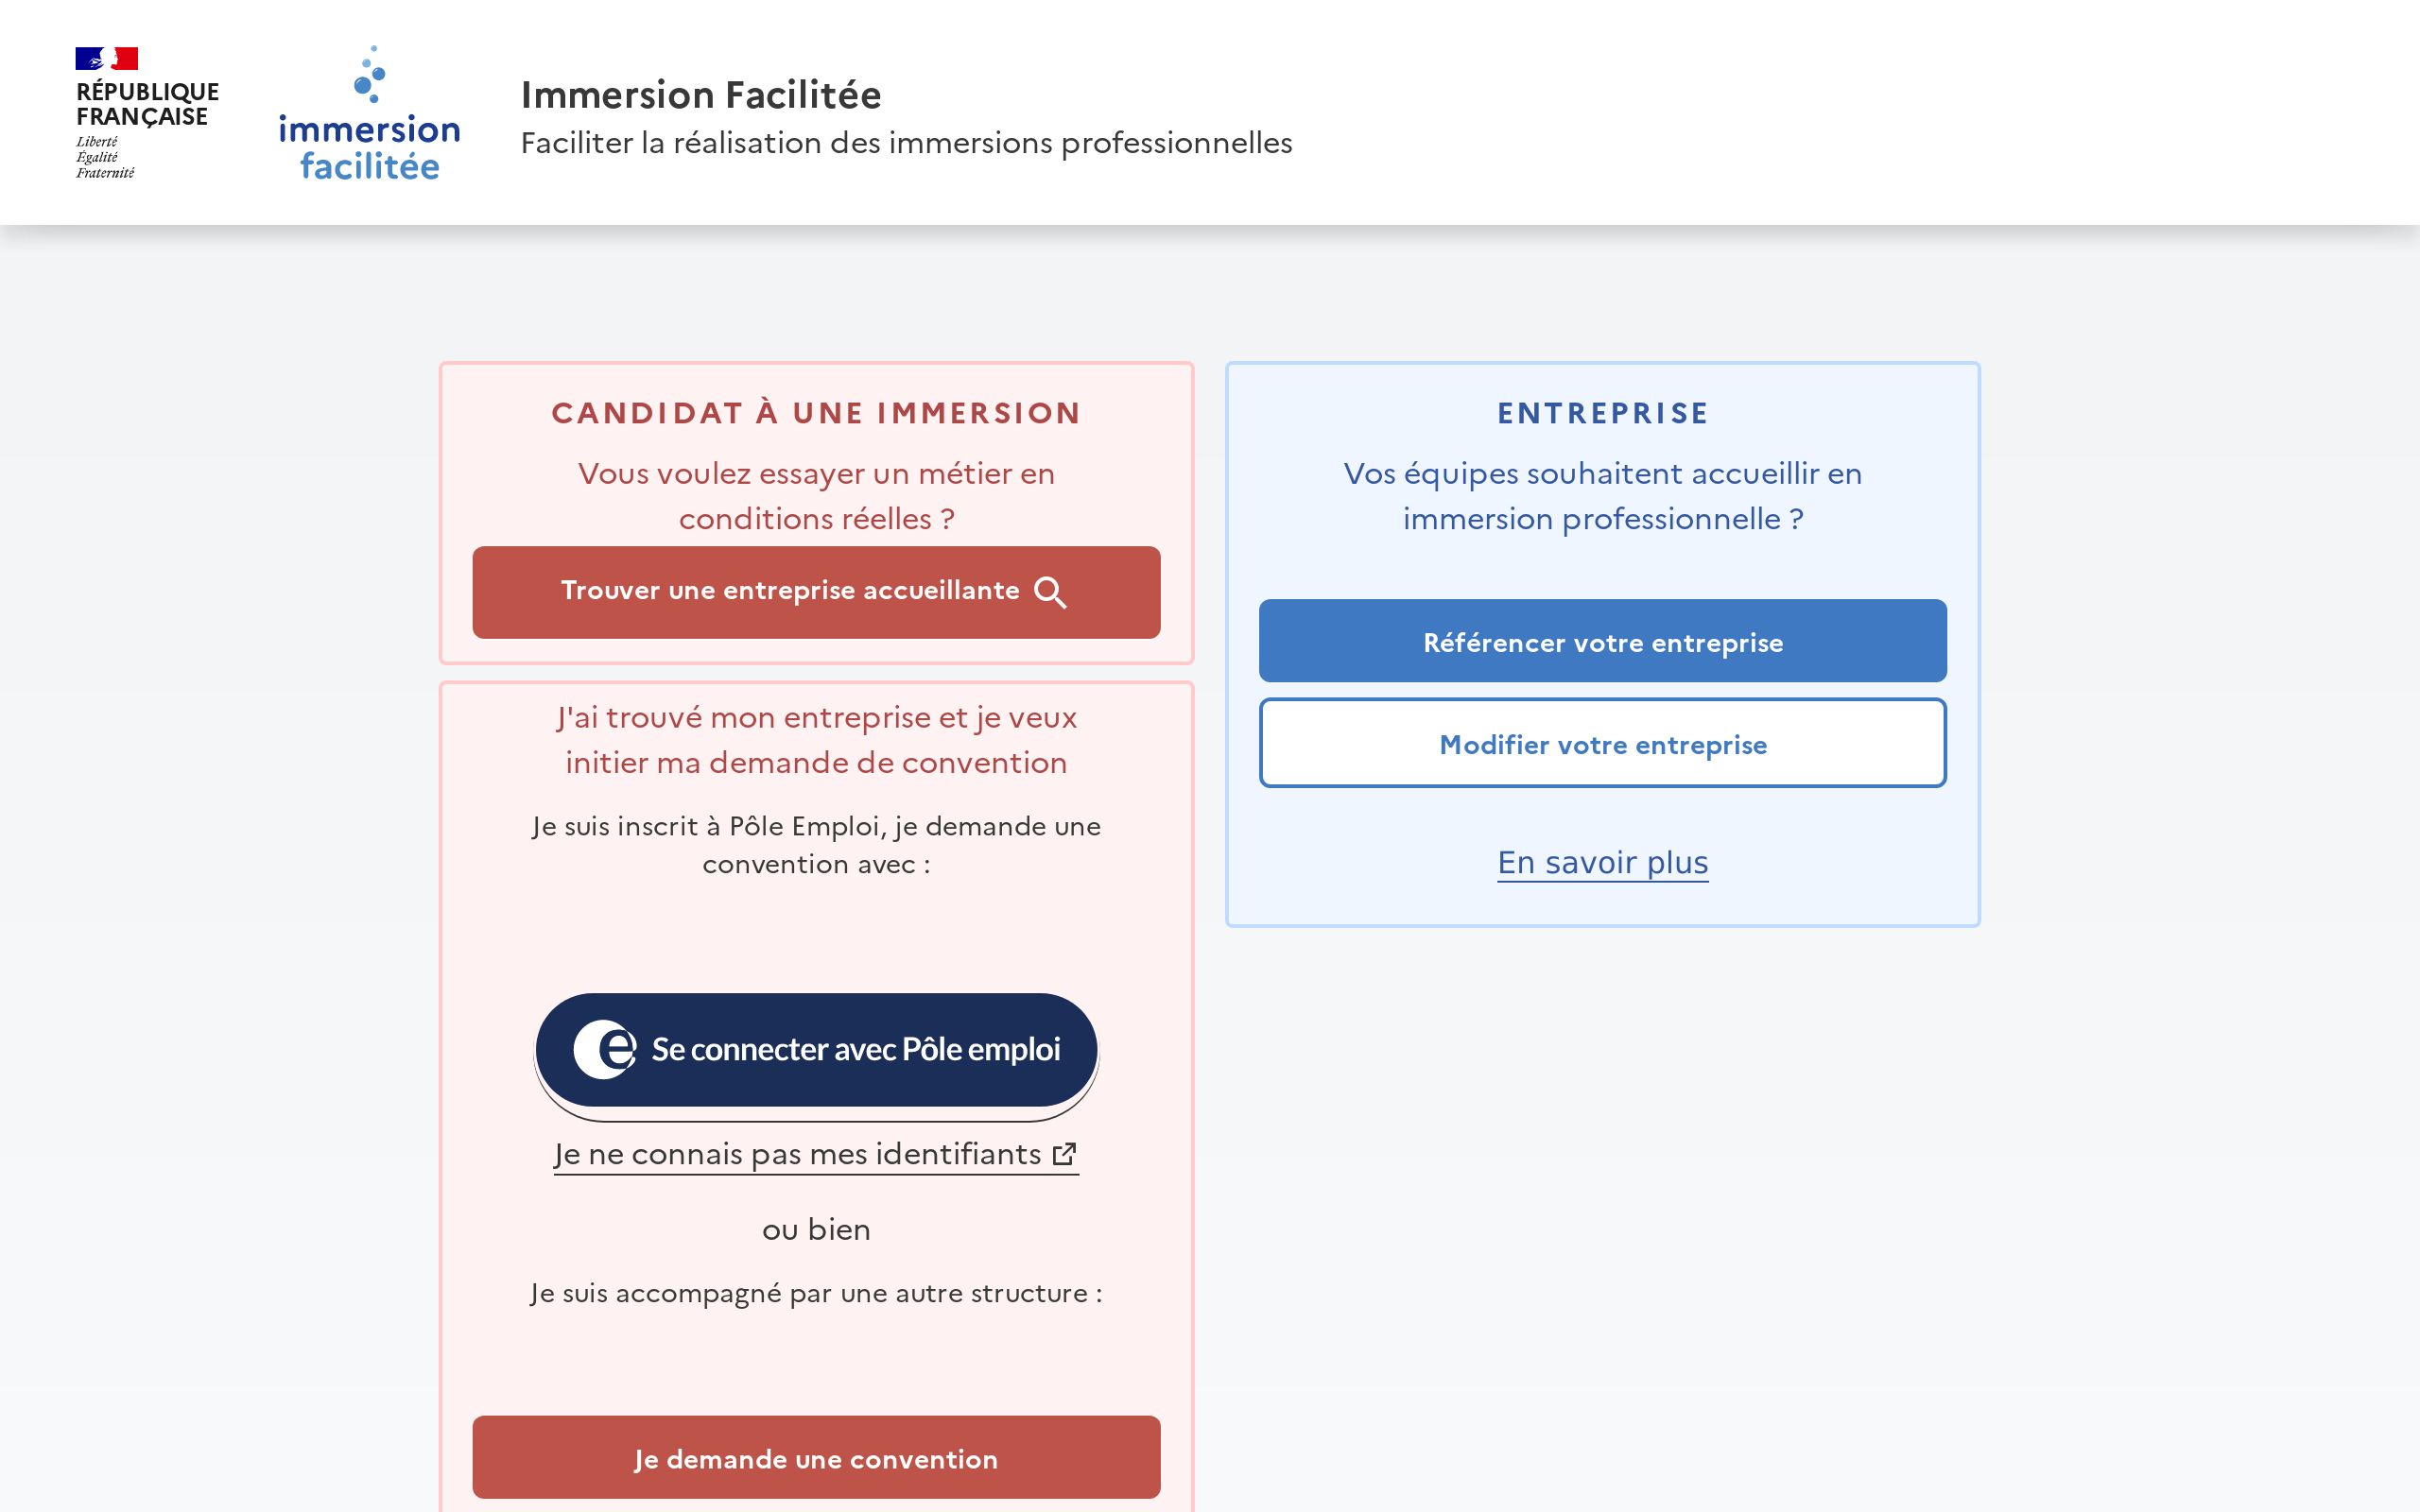 RÉPUBLIQUE
FRANÇAISE
Liberté
Égalité
Fraternité
immersion
facilitée
Immersion Facilitée
Faciliter la réalisation des immersions professionnelles
CANDIDAT À UNE IMMERSION
Vous voulez essayer un métier en
conditions réelles ?
Trouver une entreprise accueillante
J'ai trouvé mon entreprise et je veux
initier ma demande de convention
Je suis inscrit à Pôle Emploi, je demande une
convention avec :
Se connecter avec Pôle emploi
Je ne connais pas mes identifiants
ou bien
Je suis accompagné par une autre structure :
Je demande une convention
ENTREPRISE
Vos équipes souhaitent accueillir en
immersion professionnelle ?
Référencer votre entreprise
Modifier votre entreprise
En savoir plus